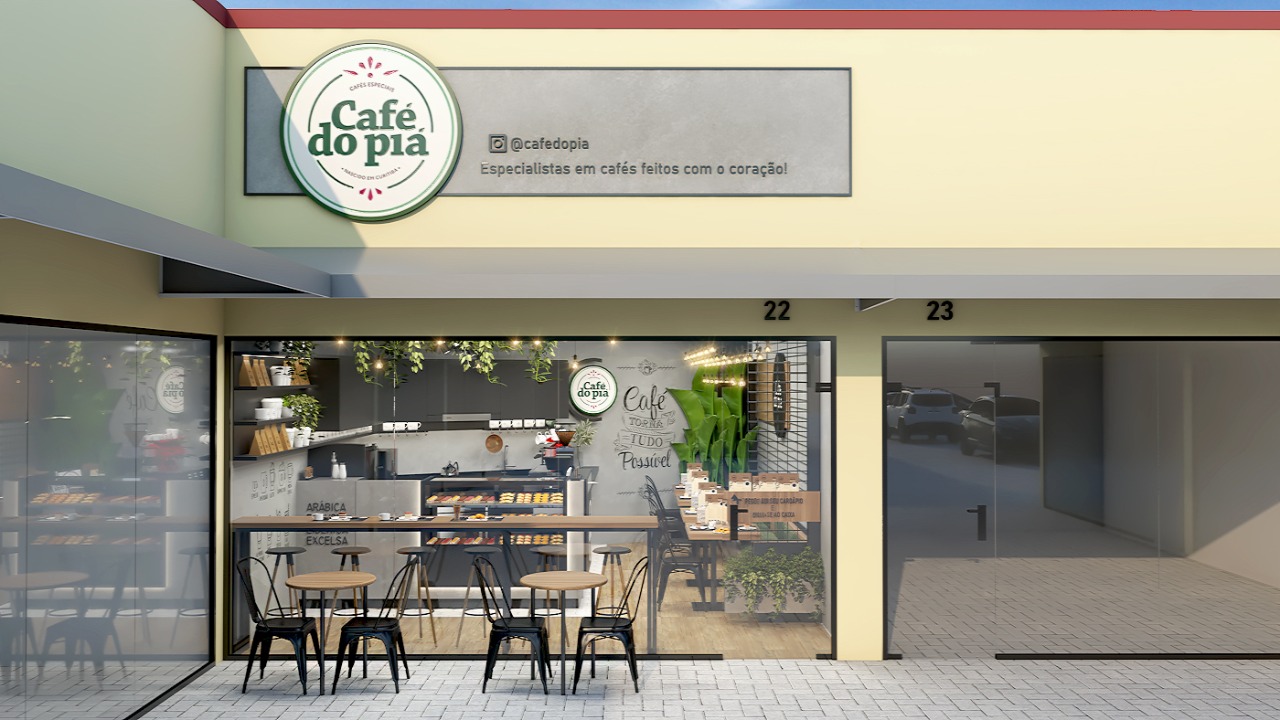 CAFÉS ESPECIAIS
Café
do piá
• NASCIDO EM CURITIBA •
@cafedopia
Especialistas em cafés feitos com o coração!
22
23
Café
do piá
Café
TORNA
TUDO
Possível
ARÁBICA
EXCELSA